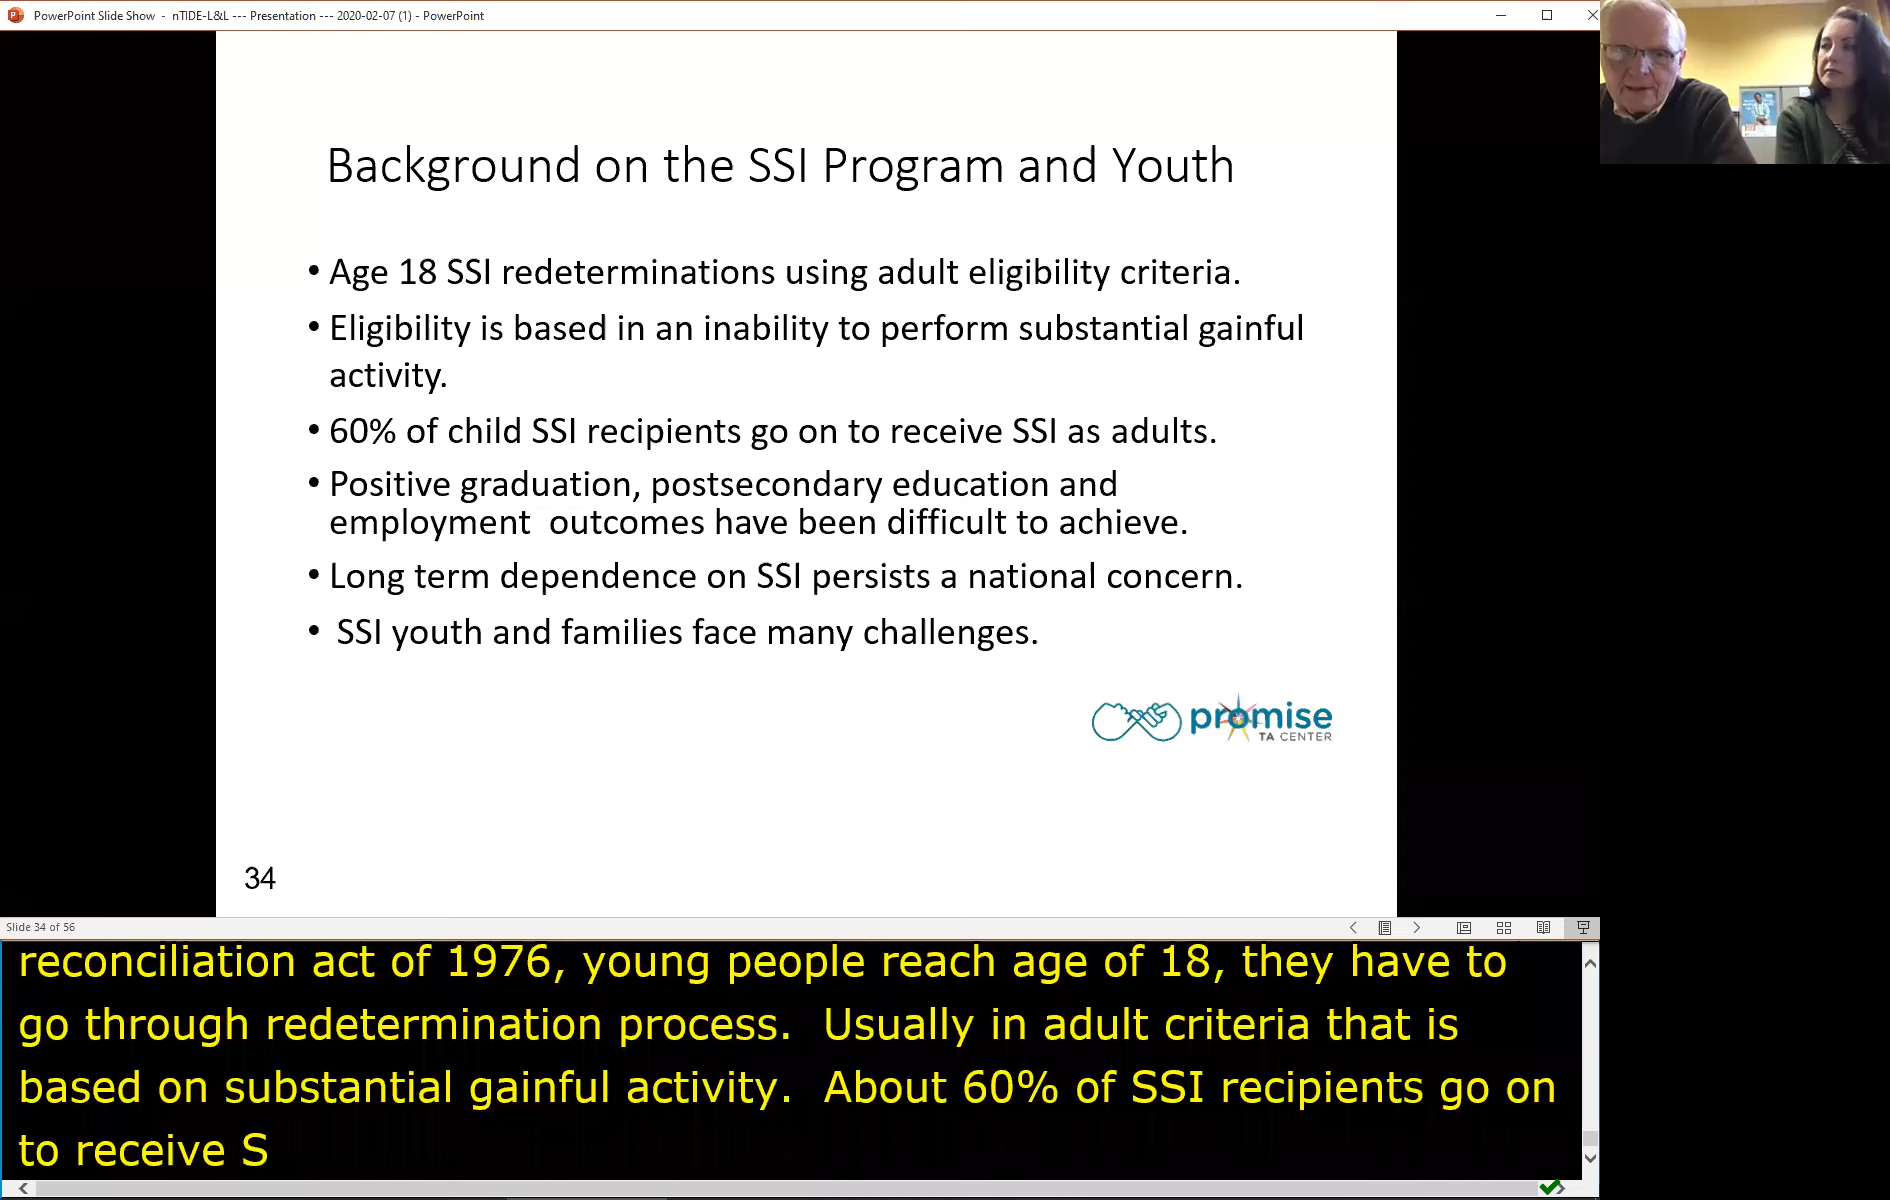 PowerPoint Slide Show - nTIDE-L&L --- Presentation --- 2020-02-07 (1) - PowerPoint
Background on the SSI Program and Youth
• Age 18 SSI redeterminations using adult eligibility criteria.
• Eligibility is based in an inability to perform substantial gainful
activity.
• 60% of child SSI recipients go on to receive SSI as adults.
• Positive graduation, postsecondary education and
employment  outcomes have been difficult to achieve.
• Long term dependence on SSI persists a national concern.
• SSI youth and families face many challenges.
promise
TA CENTER
34
Slide 34 of 56
reconciliation act of 1976, young people reach age of 18, they have to
go through redetermination process.  Usually in adult criteria that is
based on substantial gainful activity.  About 60% of SSI recipients go on
to receive S